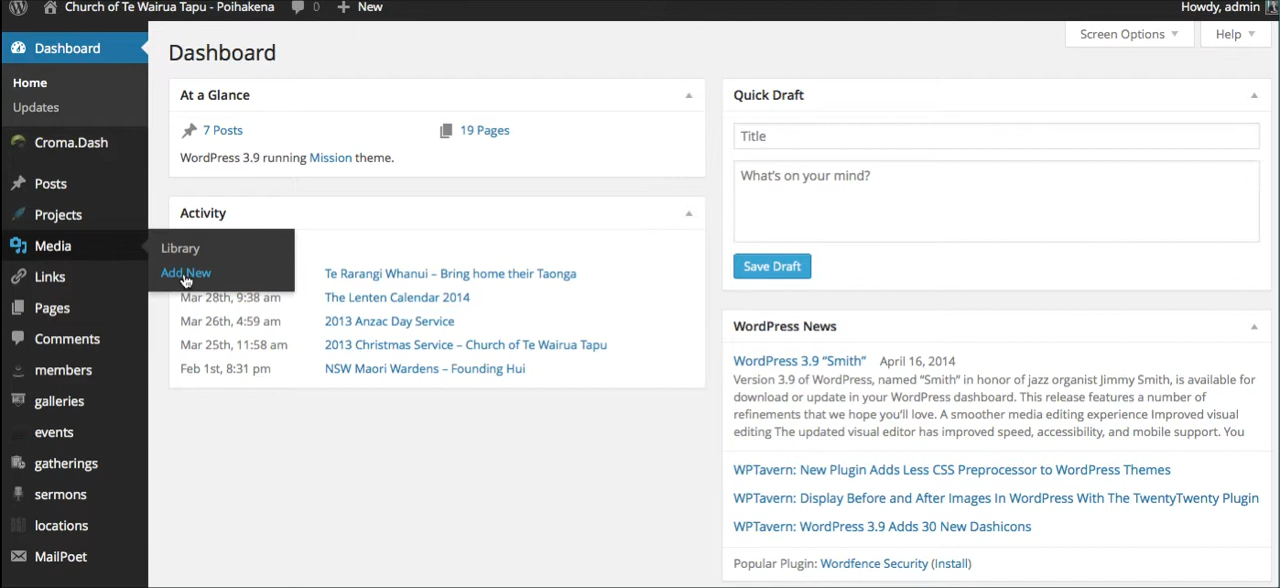 Church of Te Wairua Tapu - Poihakena 0 New Howdy, admin
Dashboard
Home
Updates
Croma.Dash
Posts
Projects
Media
Links
Pages
Comments
members
galleries
events
gatherings
sermons
locations
MailPoet
Library
Add New
Screen Options Help
Dashboard
At a Glance
7 Posts 19 Pages
WordPress 3.9 running Mission theme.
Activity
Te Rarangi Whanui – Bring home their Taonga
Mar 28th, 9:38 am The Lenten Calendar 2014
Mar 26th, 4:59 am 2013 Anzac Day Service
Mar 25th, 11:58 am 2013 Christmas Service – Church of Te Wairua Tapu
Feb 1st, 8:31 pm NSW Maori Wardens – Founding Hui
Quick Draft
Title
What's on your mind?
Save Draft
WordPress News
WordPress 3.9 “Smith” April 16, 2014
Version 3.9 of WordPress, named “Smith” in honor of jazz organist Jimmy Smith, is available for
download or update in your WordPress dashboard. This release features a number of
refinements that we hope you’ll love. A smoother media editing experience Improved visual
editing The updated visual editor has improved speed, accessibility, and mobile support. You
WPTavern: New Plugin Adds Less CSS Preprocessor to WordPress Themes
WPTavern: Display Before and After Images In WordPress With The TwentyTwenty Plugin
WPTavern: WordPress 3.9 Adds 30 New Dashicons
Popular Plugin: Wordfence Security (Install)